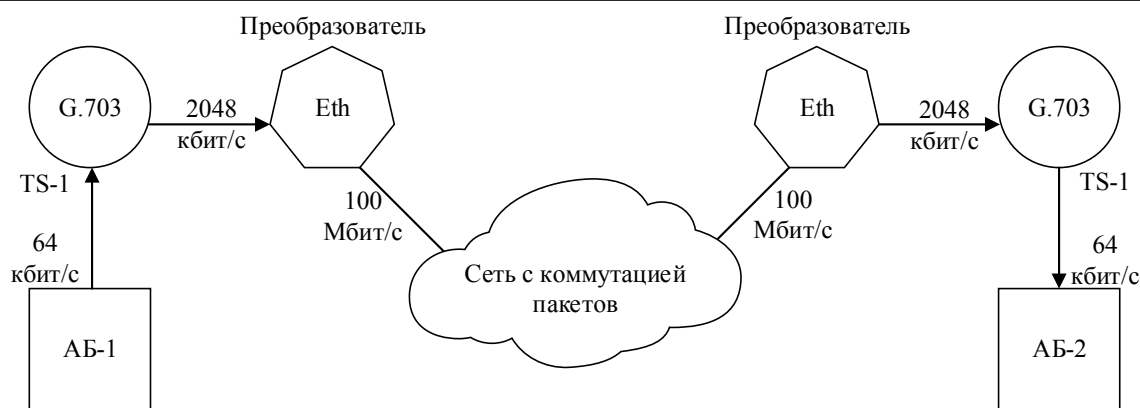 Преобразователь
Преобразователь
G.703
2048
кбит/с
Eth
Eth
2048
кбит/с
G.703
TS-1
TS-1
100
Мбит/с
100
Мбит/с
64
кбит/с
Сеть с коммутацией
пакетов
64
кбит/с
АБ-1
АБ-2